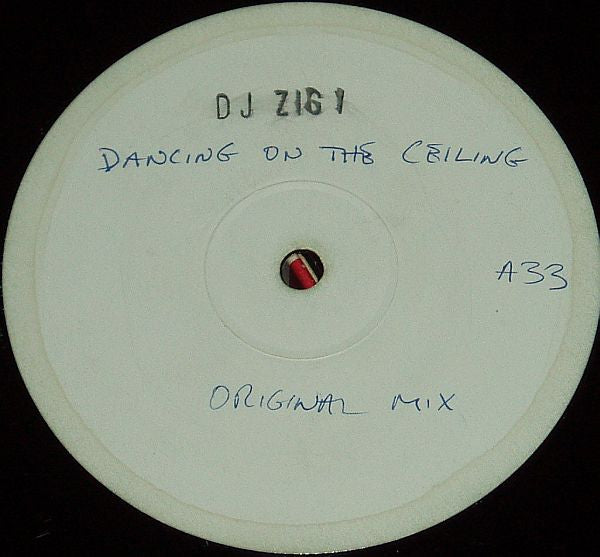 DJ ZIGI
DANCING ON THE CEILING
A33
ORIGINAL MIX